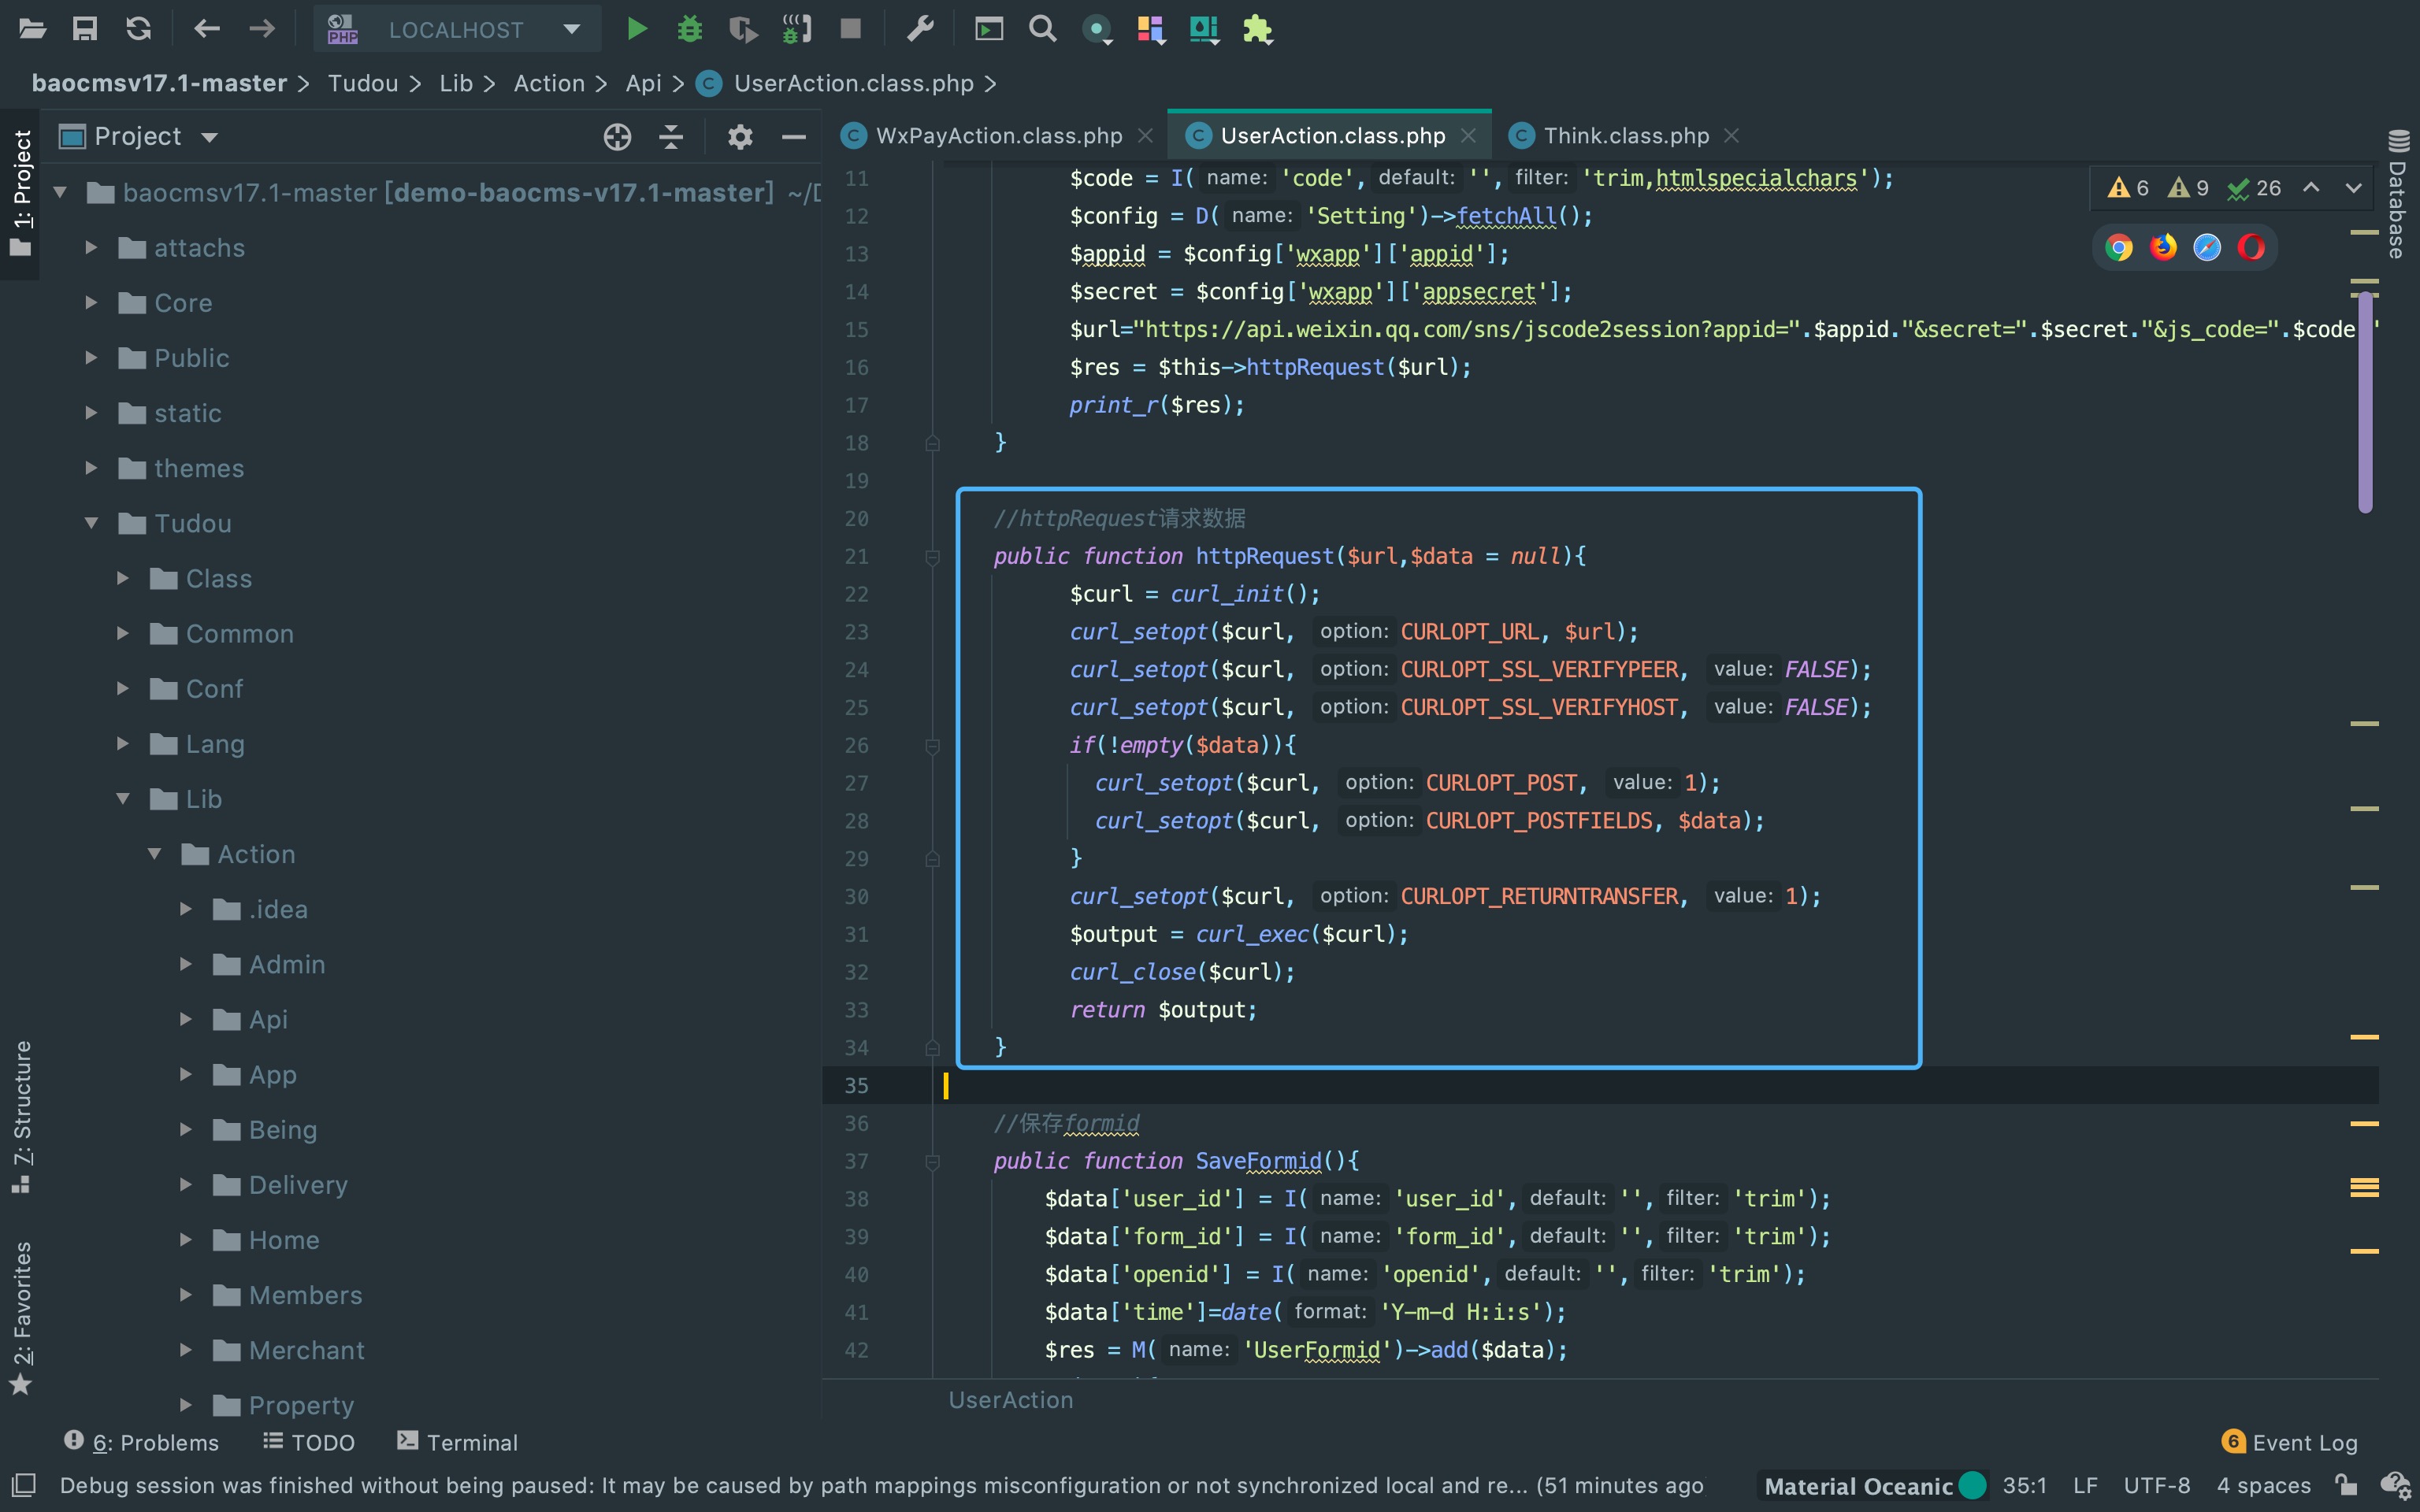 PHP LOCALHOST
baocmsv17.1-master > Tudou > Lib > Action > Api > C UserAction.class.php >
1: Project
Project
C WxPayAction.class.php
C UserAction.class.php
C Think.class.php
Database
baocmsv17.1-master [demo-baocms-v17.1-master] ~/D
attachs
Core
Public
static
themes
Tudou
Class
Common
Conf
Lang
Lib
Action
.idea
Admin
Api
App
Being
Delivery
Home
Members
Merchant
Property
7: Structure
2: Favorites
6 9 26
11 $code = I( name: 'code', default: '', filter: 'trim,htmlspecialchars');
12 $config = D( name: 'Setting')->fetchAll();
13 $appid = $config['wxapp']['appid'];
14 $secret = $config['wxapp']['appsecret'];
15 $url="https://api.weixin.qq.com/sns/jscode2session?appid=".$appid."&secret=".$secret."&js_code=".$code
16 $res = $this->httpRequest($url);
17 print_r($res);
18 }
19
20 //httpRequest请求数据
21 public function httpRequest($url,$data = null){
22 $curl = curl_init();
23 curl_setopt($curl, option: CURLOPT_URL, $url);
24 curl_setopt($curl, option: CURLOPT_SSL_VERIFYPEER, value: FALSE);
25 curl_setopt($curl, option: CURLOPT_SSL_VERIFYHOST, value: FALSE);
26 if(!empty($data)){
27 curl_setopt($curl, option: CURLOPT_POST, value: 1);
28 curl_setopt($curl, option: CURLOPT_POSTFIELDS, $data);
29 }
30 curl_setopt($curl, option: CURLOPT_RETURNTRANSFER, value: 1);
31 $output = curl_exec($curl);
32 curl_close($curl);
33 return $output;
34 }
35
36 //保存formid
37 public function SaveFormid(){
38 $data['user_id'] = I( name: 'user_id', default: '', filter: 'trim');
39 $data['form_id'] = I( name: 'form_id', default: '', filter: 'trim');
40 $data['openid'] = I( name: 'openid', default: '', filter: 'trim');
41 $data['time']=date( format: 'Y-m-d H:i:s');
42 $res = M( name: 'UserFormid')->add($data);
UserAction
6: Problems
TODO
Terminal
6 Event Log
Debug session was finished without being paused: It may be caused by path mappings misconfiguration or not synchronized local and re... (51 minutes ago
Material Oceanic
35:1
LF
UTF-8
4 spaces